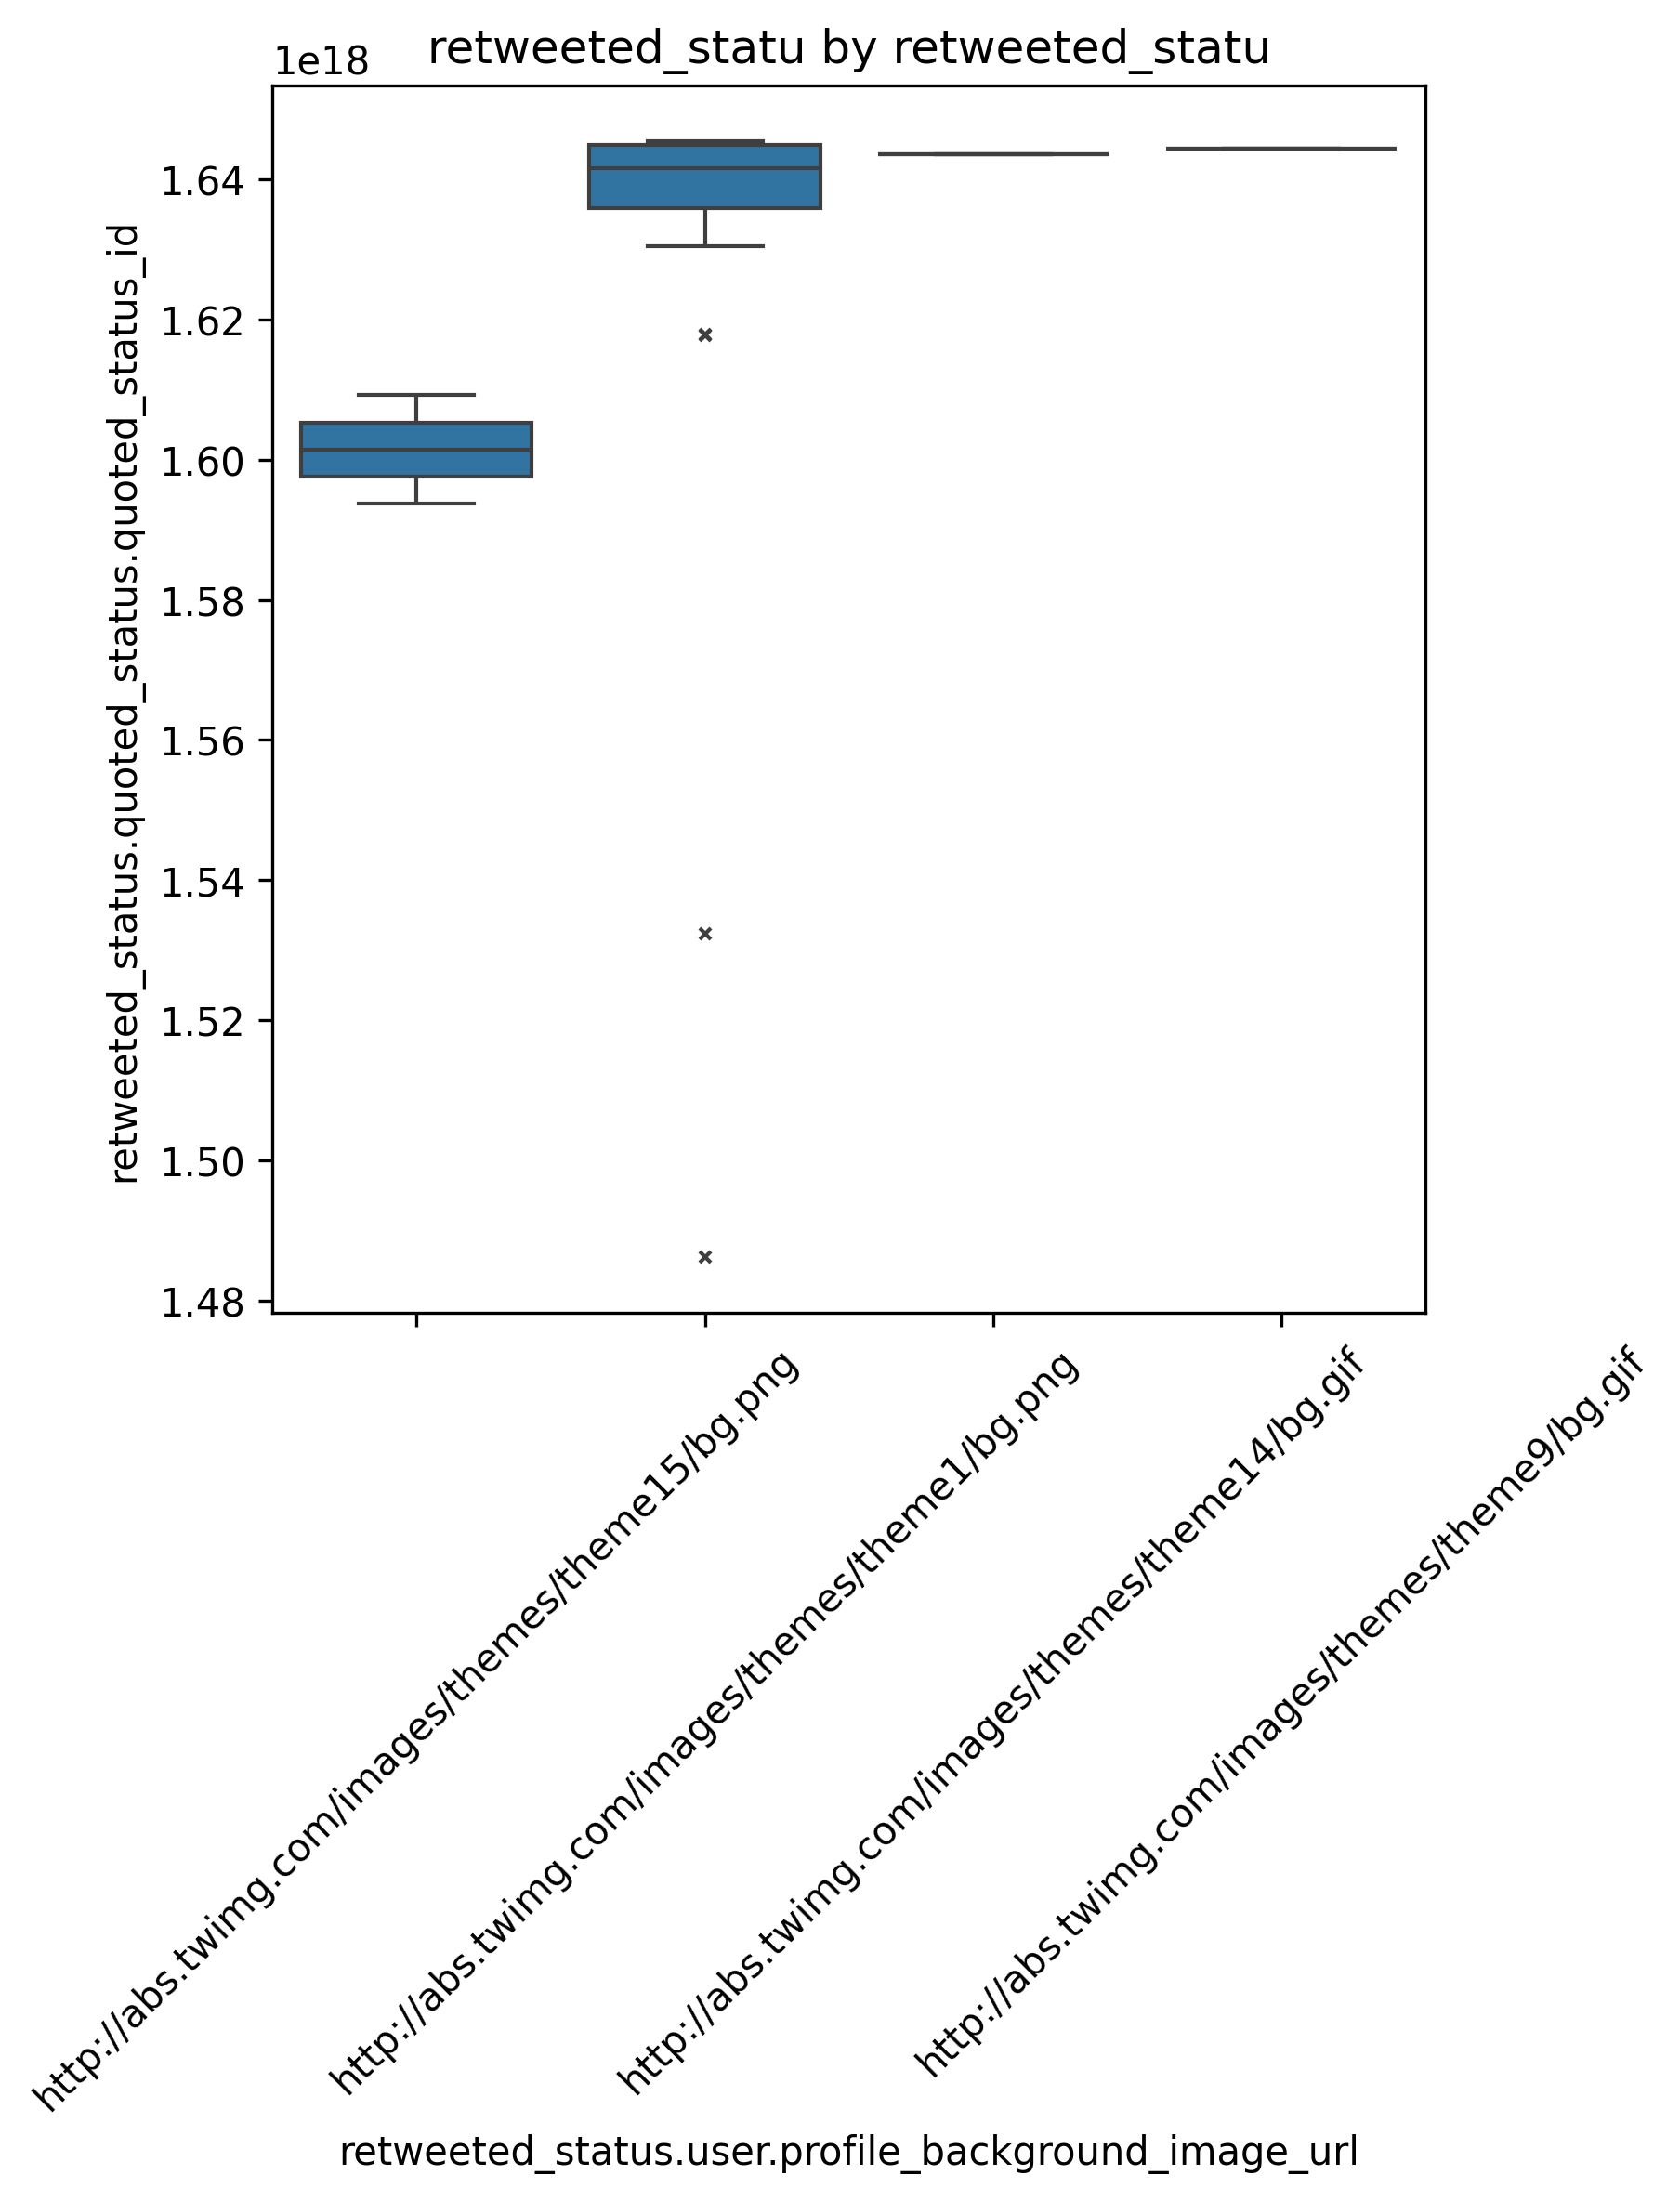 retweeted_statu by retweeted_statu
1e18
retweeted_status.quoted_status.quoted_status_id
1.64
1.62
1.60
1.58
1.56
1.54
1.52
1.50
1.48
http://abs.twimg.com/images/themes/theme15/bg.png
http://abs.twimg.com/images/themes/theme1/bg.png
http://abs.twimg.com/images/themes/theme14/bg.gif
http://abs.twimg.com/images/themes/theme9/bg.gif
retweeted_status.user.profile_background_image_url